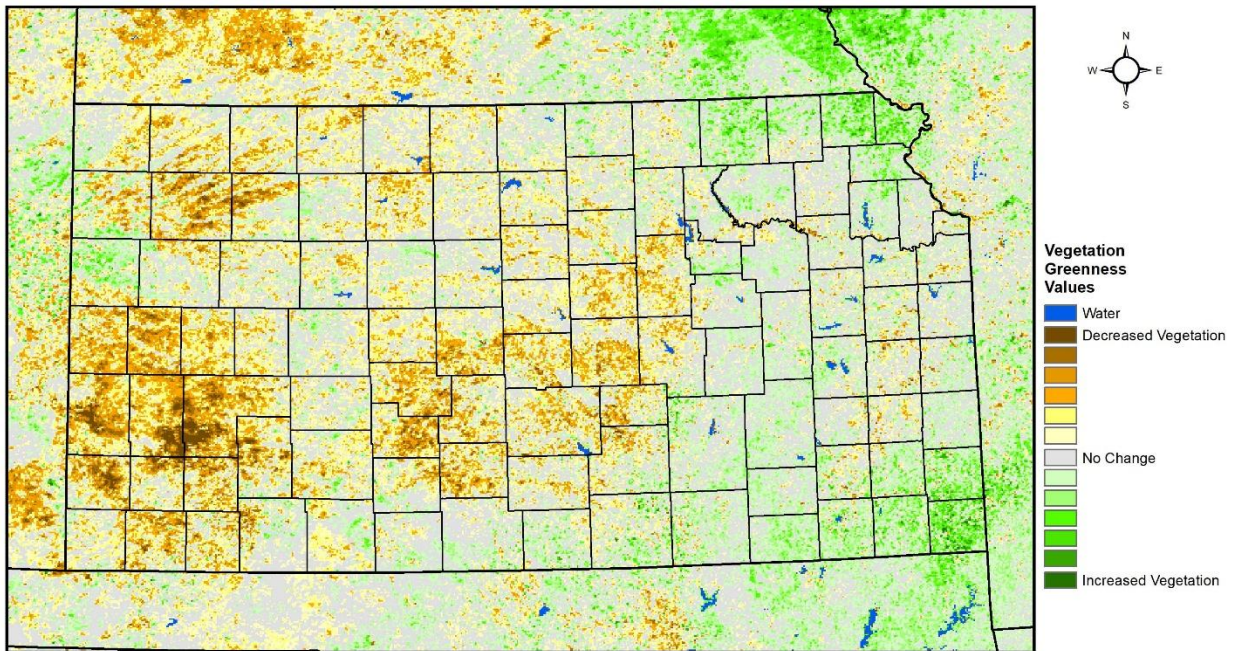 N
W E
S
Vegetation
Greenness
Values
Water
Decreased Vegetation
No Change
Increased Vegetation